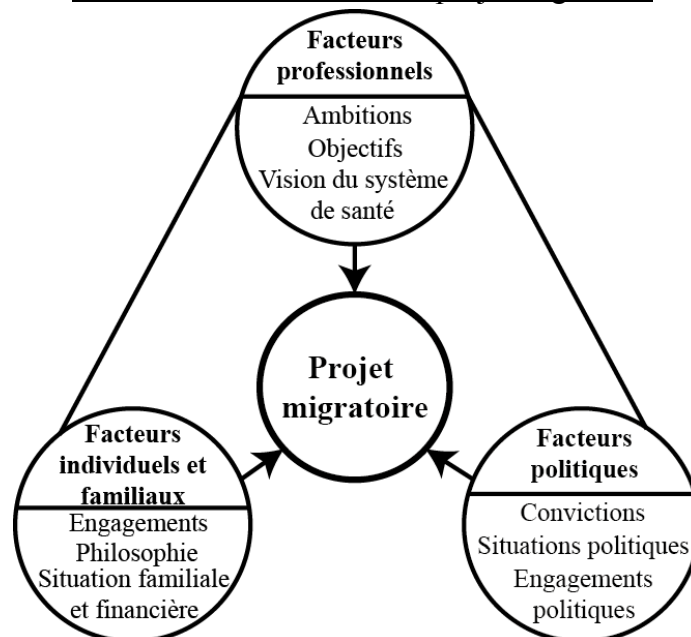 Facteurs
professionnels
Ambitions
Objectifs
Vision du système
de santé
Projet
migratoire
Facteurs
individuels et
familiaux
Engagements
Philosophie
Situation familiale
et financière
Facteurs
politiques
Convictions
Situations politiques
Engagements
politiques